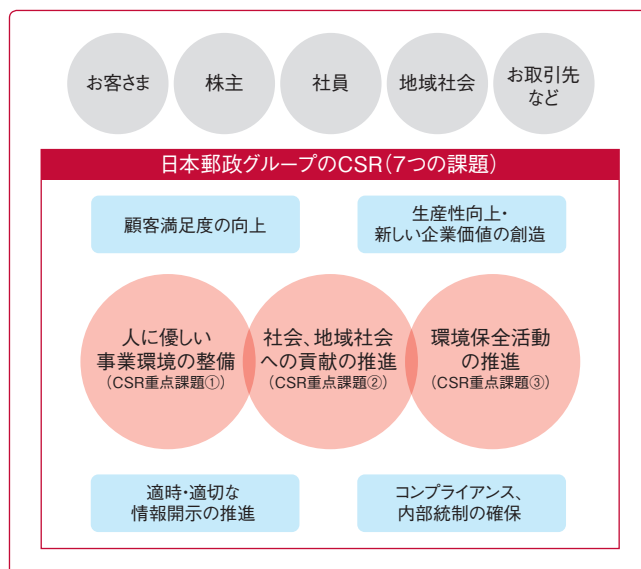 お客さま
株主
社員
地域社会
お取引先
など
日本郵政グループのCSR(7つの課題)
顧客満足度の向上
生産性向上・
新しい企業価値の創造
人に優しい
事業環境の整備
(CSR重点課題①)
社会、地域社会
への貢献の推進
(CSR重点課題②)
環境保全活動
の推進
(CSR重点課題③)
適時・適切な
情報開示の推進
コンプライアンス、
内部統制の確保